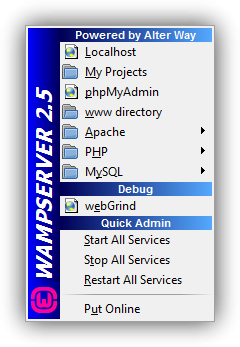 Powered by Alter Way
Localhost
My Projects
phpMyAdmin
www directory
Apache
PHP
MySQL
Debug
webGrind
Quick Admin
Start All Services
Stop All Services
Restart All Services
Put Online
WAMPSERVER 2.5